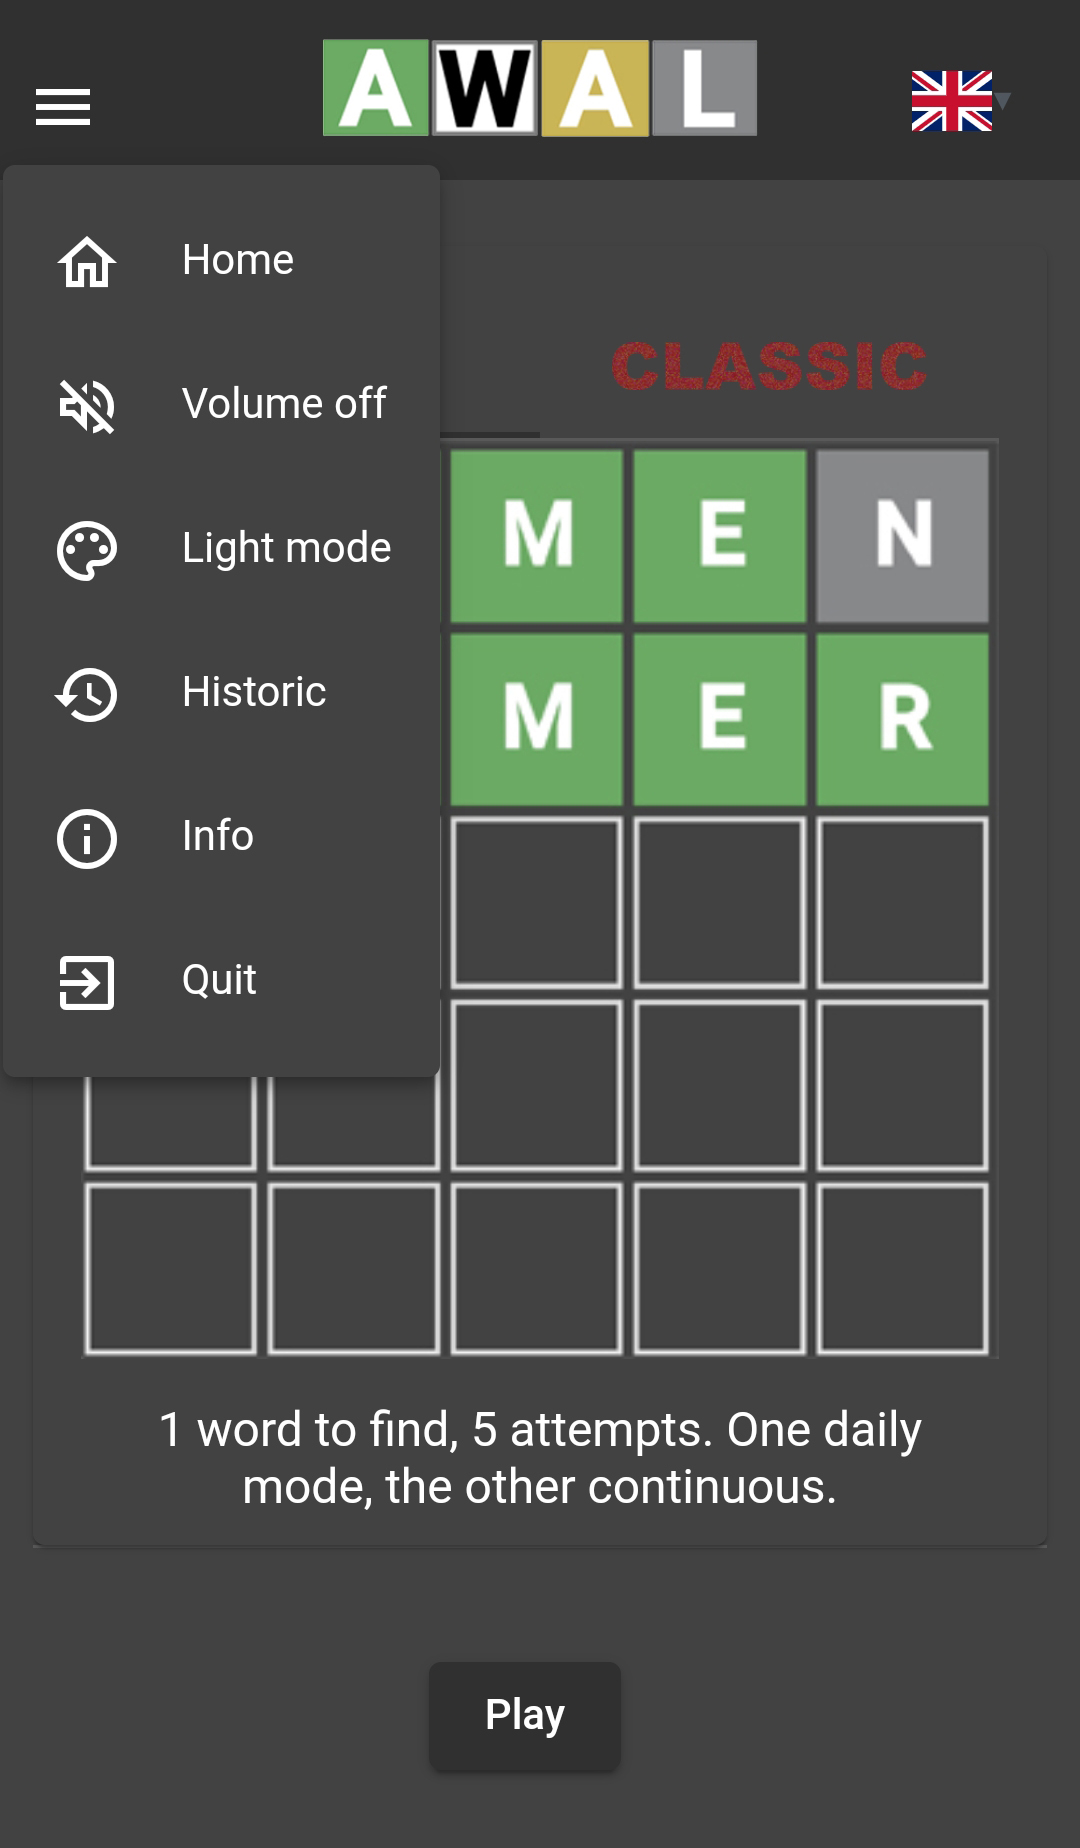 AWAL
Home
Volume off
Light mode
Historic
Info
Quit
CLASSIC
M E N
M E R
1 word to find, 5 attempts. One daily
mode, the other continuous.
Play